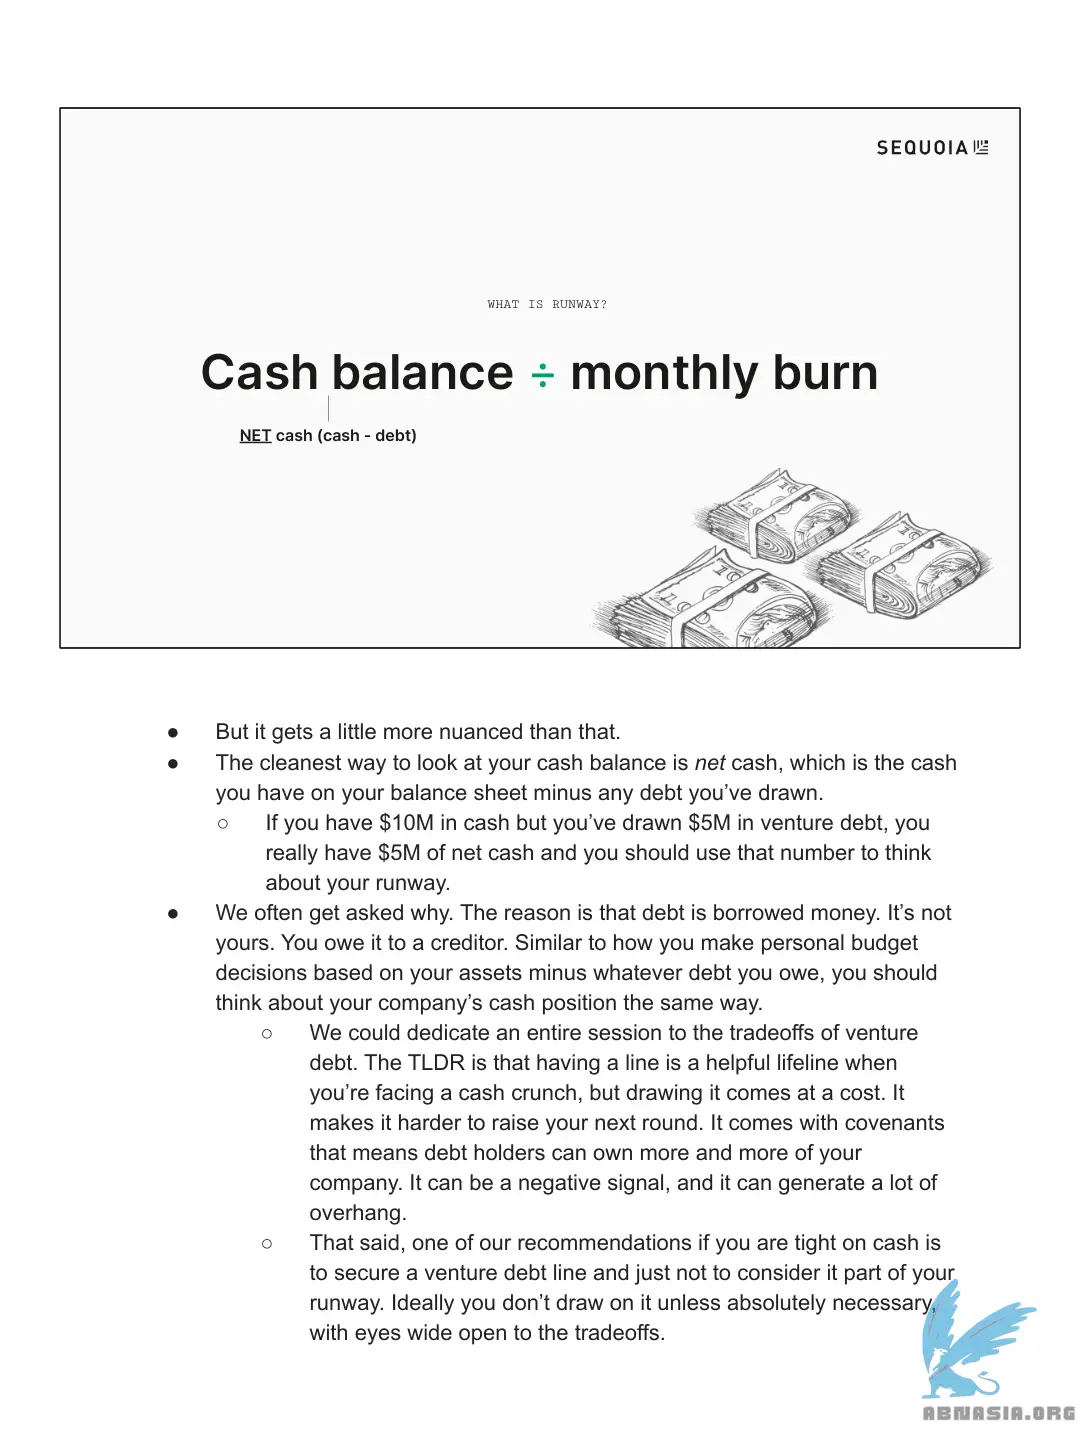 SEQUOIA
WHAT IS RUNWAY?
Cash balance ÷ monthly burn
NET cash (cash - debt)
● But it gets a little more nuanced than that.
● The cleanest way to look at your cash balance is net cash, which is the cash
you have on your balance sheet minus any debt you’ve drawn.
○ If you have $10M in cash but you’ve drawn $5M in venture debt, you
really have $5M of net cash and you should use that number to think
about your runway.
● We often get asked why. The reason is that debt is borrowed money. It’s not
yours. You owe it to a creditor. Similar to how you make personal budget
decisions based on your assets minus whatever debt you owe, you should
think about your company’s cash position the same way.
○ We could dedicate an entire session to the tradeoffs of venture
debt. The TLDR is that having a line is a helpful lifeline when
you’re facing a cash crunch, but drawing it comes at a cost. It
makes it harder to raise your next round. It comes with covenants
that means debt holders can own more and more of your
company. It can be a negative signal, and it can generate a lot of
overhang.
○ That said, one of our recommendations if you are tight on cash is
to secure a venture debt line and just not to consider it part of your
runway. Ideally you don’t draw on it unless absolutely necessary,
with eyes wide open to the tradeoffs.
ABNASIA.ORG